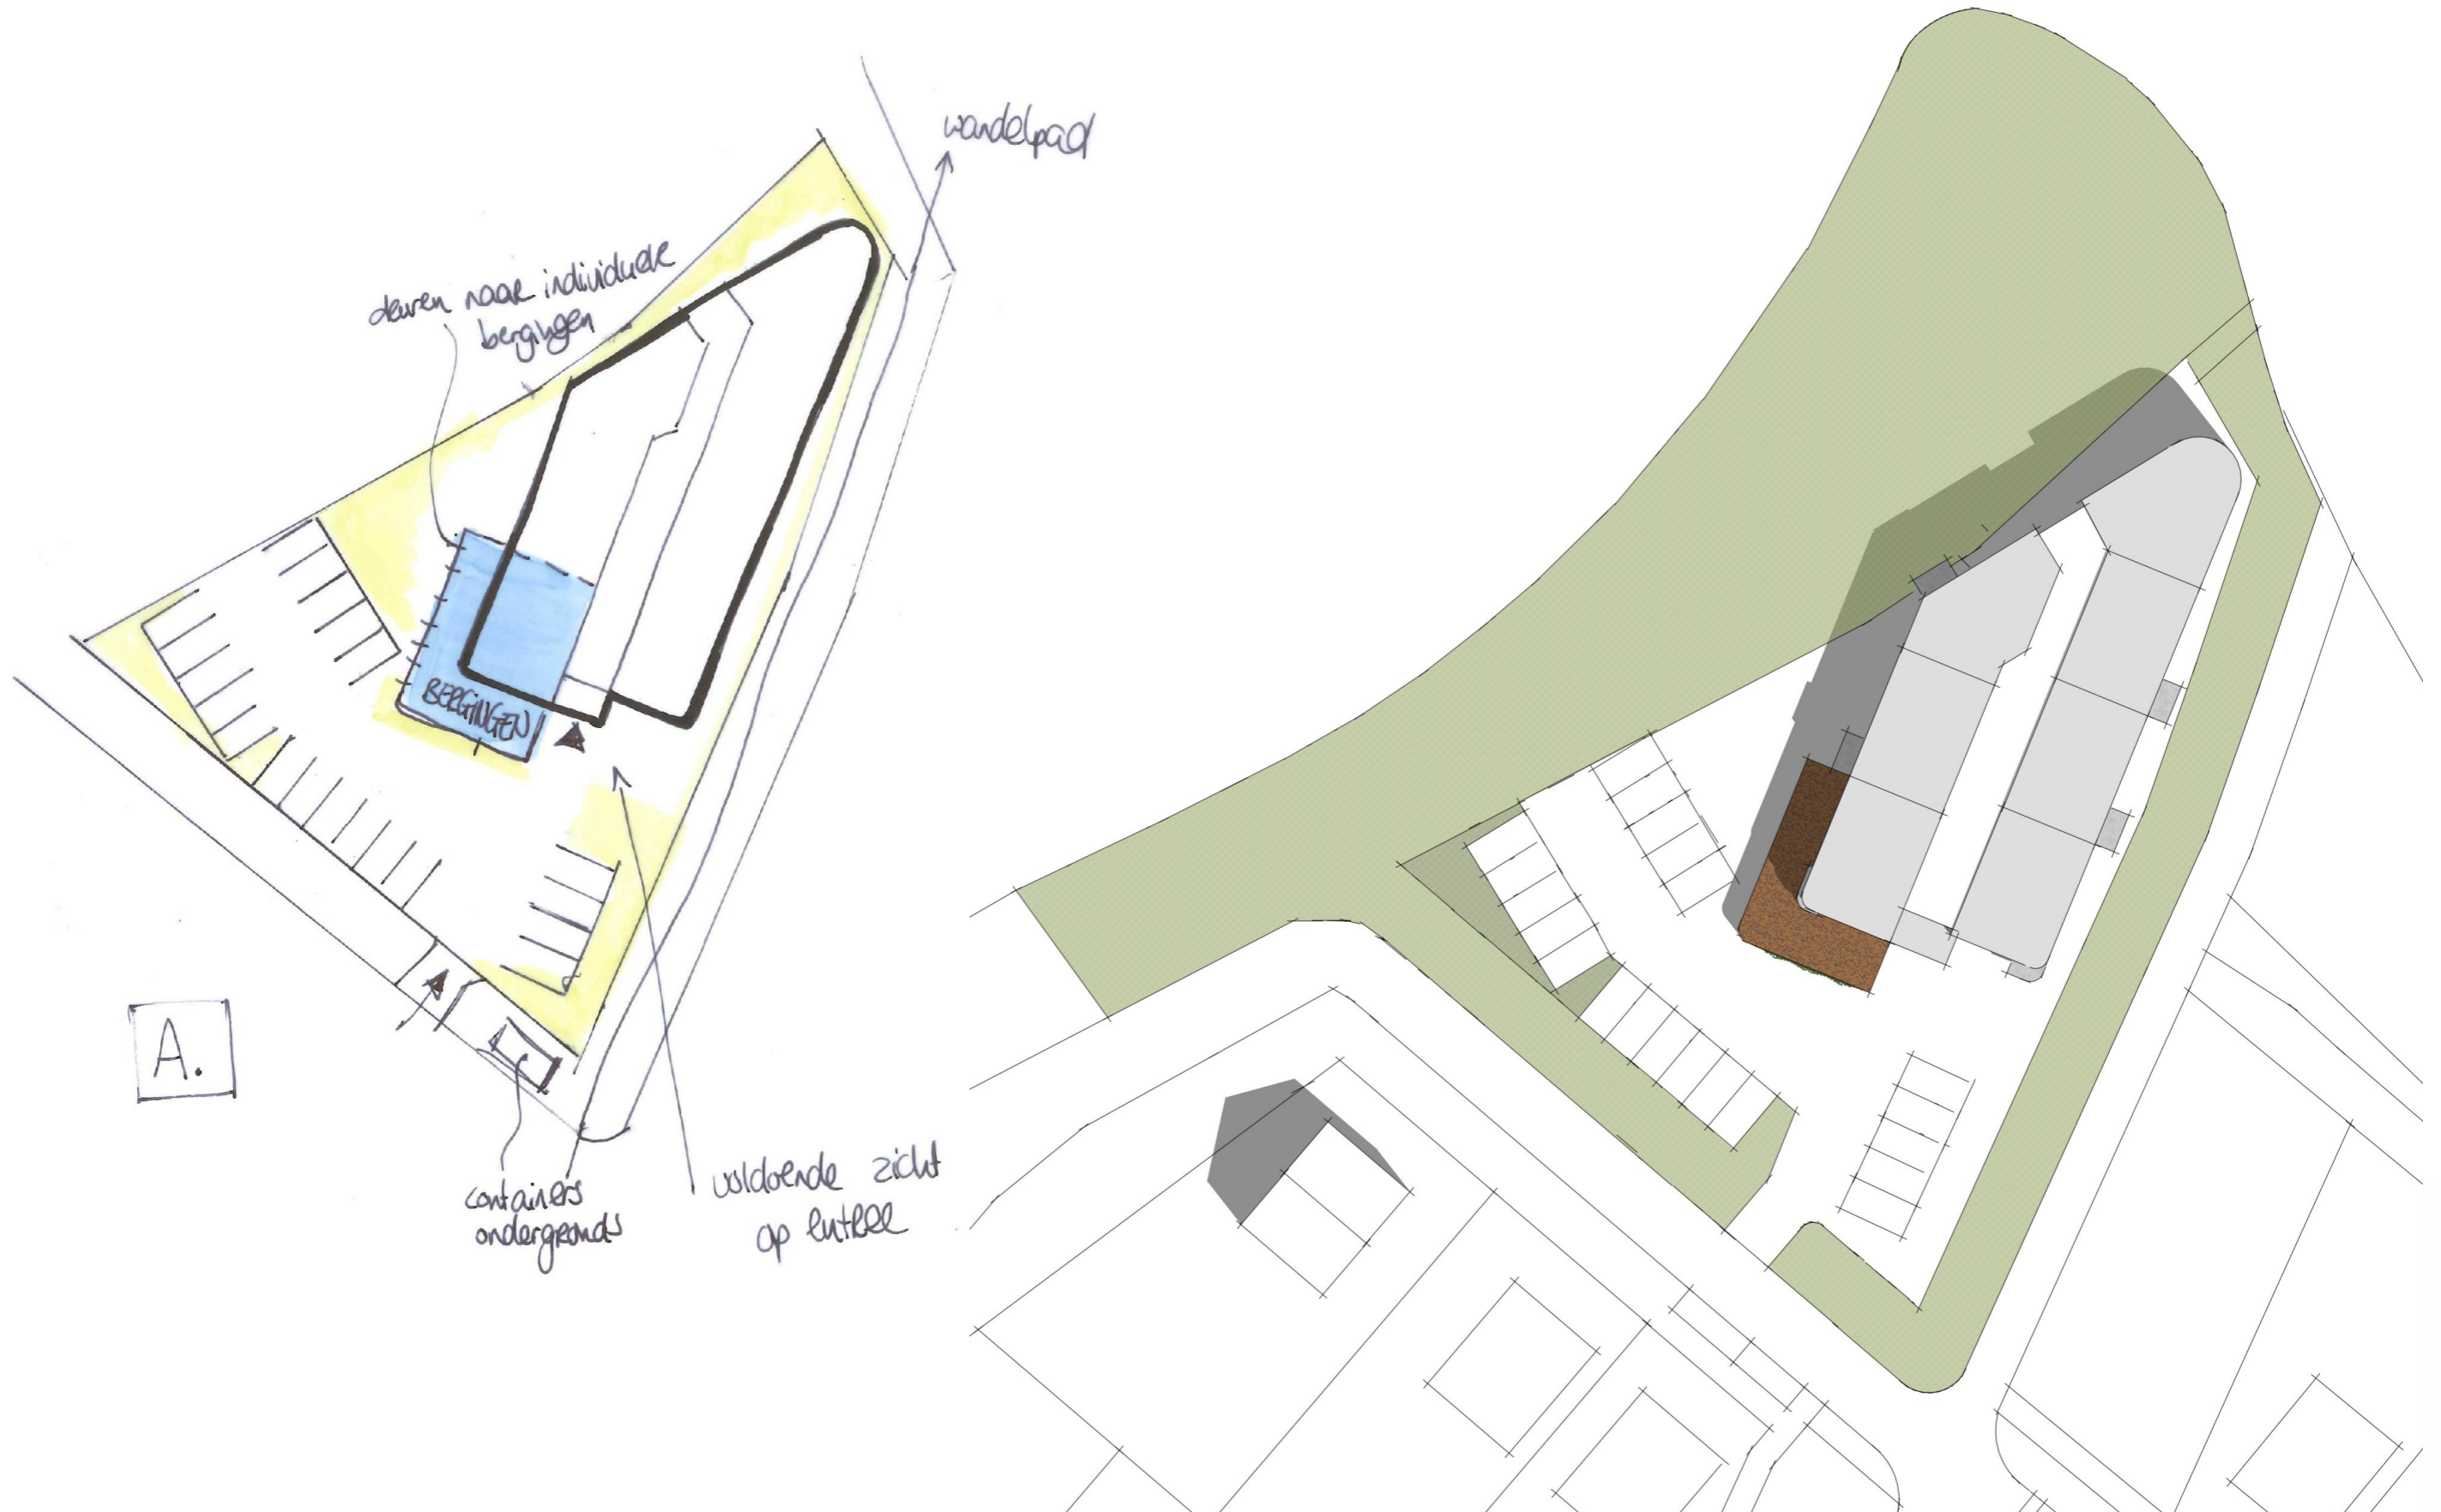 wandelpad
deuren naar individuele
bergingen
BERGINGEN
A.
containers
ondergronds
voldoende zicht
op entree